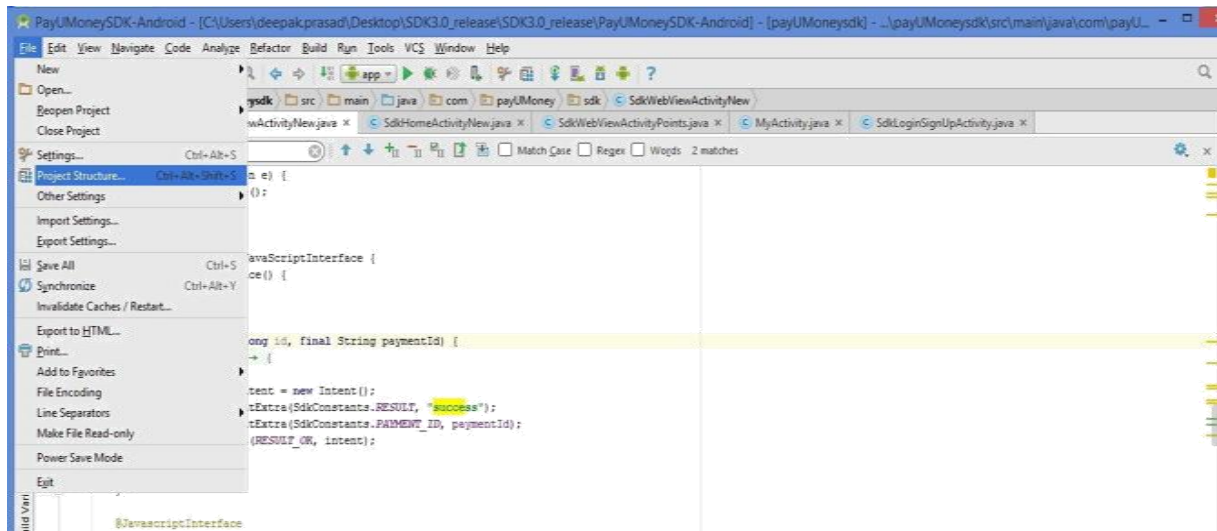 PayUMoneySDK-Android - [C:\Users\deepak.prasad\Desktop\SDK3.0_release\SDK3.0_release\PayUMoneySDK-Android] - [payUMoneysdk] - ...\payUMoneysdk\src\main\java\com\payU...
File Edit View Navigate Code Analyze Refactor Build Run Tools VCS Window Help
New
app
Open...
ysdk src main java com payUMoney sdk SdkWebViewActivityNew
Reopen Project
Close Project
wActivityNew.java SdkHomeActivityNew.java SdkWebViewActivityPoints.java MyActivity.java SdkLoginSignUpActivity.java
Settings... Ctrl+Alt+S
Match Case Regex Words 2 matches
Project Structure... Ctrl+Alt+Shift+S
n e) {
Other Settings
();
Import Settings...
Export Settings...
avaScriptInterface {
Save All Ctrl+S
ce() {
Synchronize Ctrl+Alt+Y
Invalidate Caches / Restart...
Export to HTML...
ong id, final String paymentId) {
Print...
→ {
Add to Favorites
File Encoding
tent = new Intent();
Line Separators
tExtra(SdkConstants.RESULT, "success");
Make File Read-only
tExtra(SdkConstants.PAYMENT_ID, paymentId);
(RESULT_OK, intent);
Power Save Mode
Exit
ild Vari
@JavascriptInterface